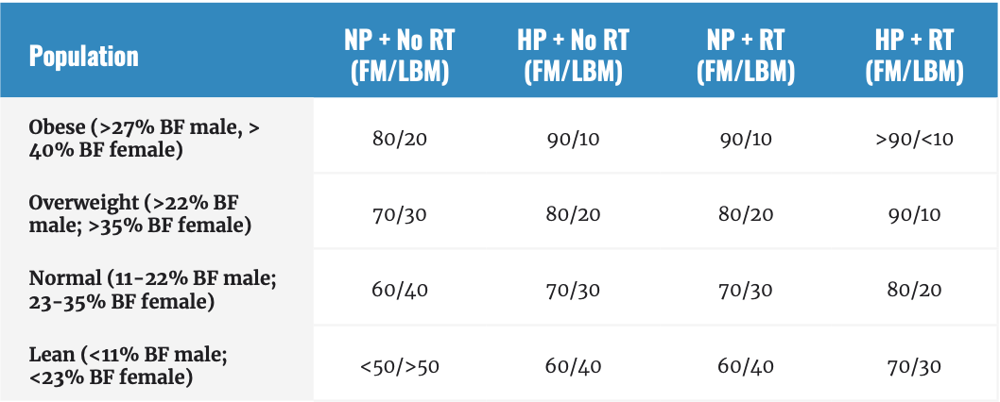 Population
NP + No RT
(FM/LBM)
HP + No RT
(FM/LBM)
NP + RT
(FM/LBM)
HP + RT
(FM/LBM)
Obese (>27% BF male, >
40% BF female)
80/20
90/10
90/10
>90/<10
Overweight (>22% BF
male; >35% BF female)
70/30
80/20
80/20
90/10
Normal (11-22% BF male;
23-35% BF female)
60/40
70/30
70/30
80/20
Lean (<11% BF male;
<23% BF female)
<50/>50
60/40
60/40
70/30